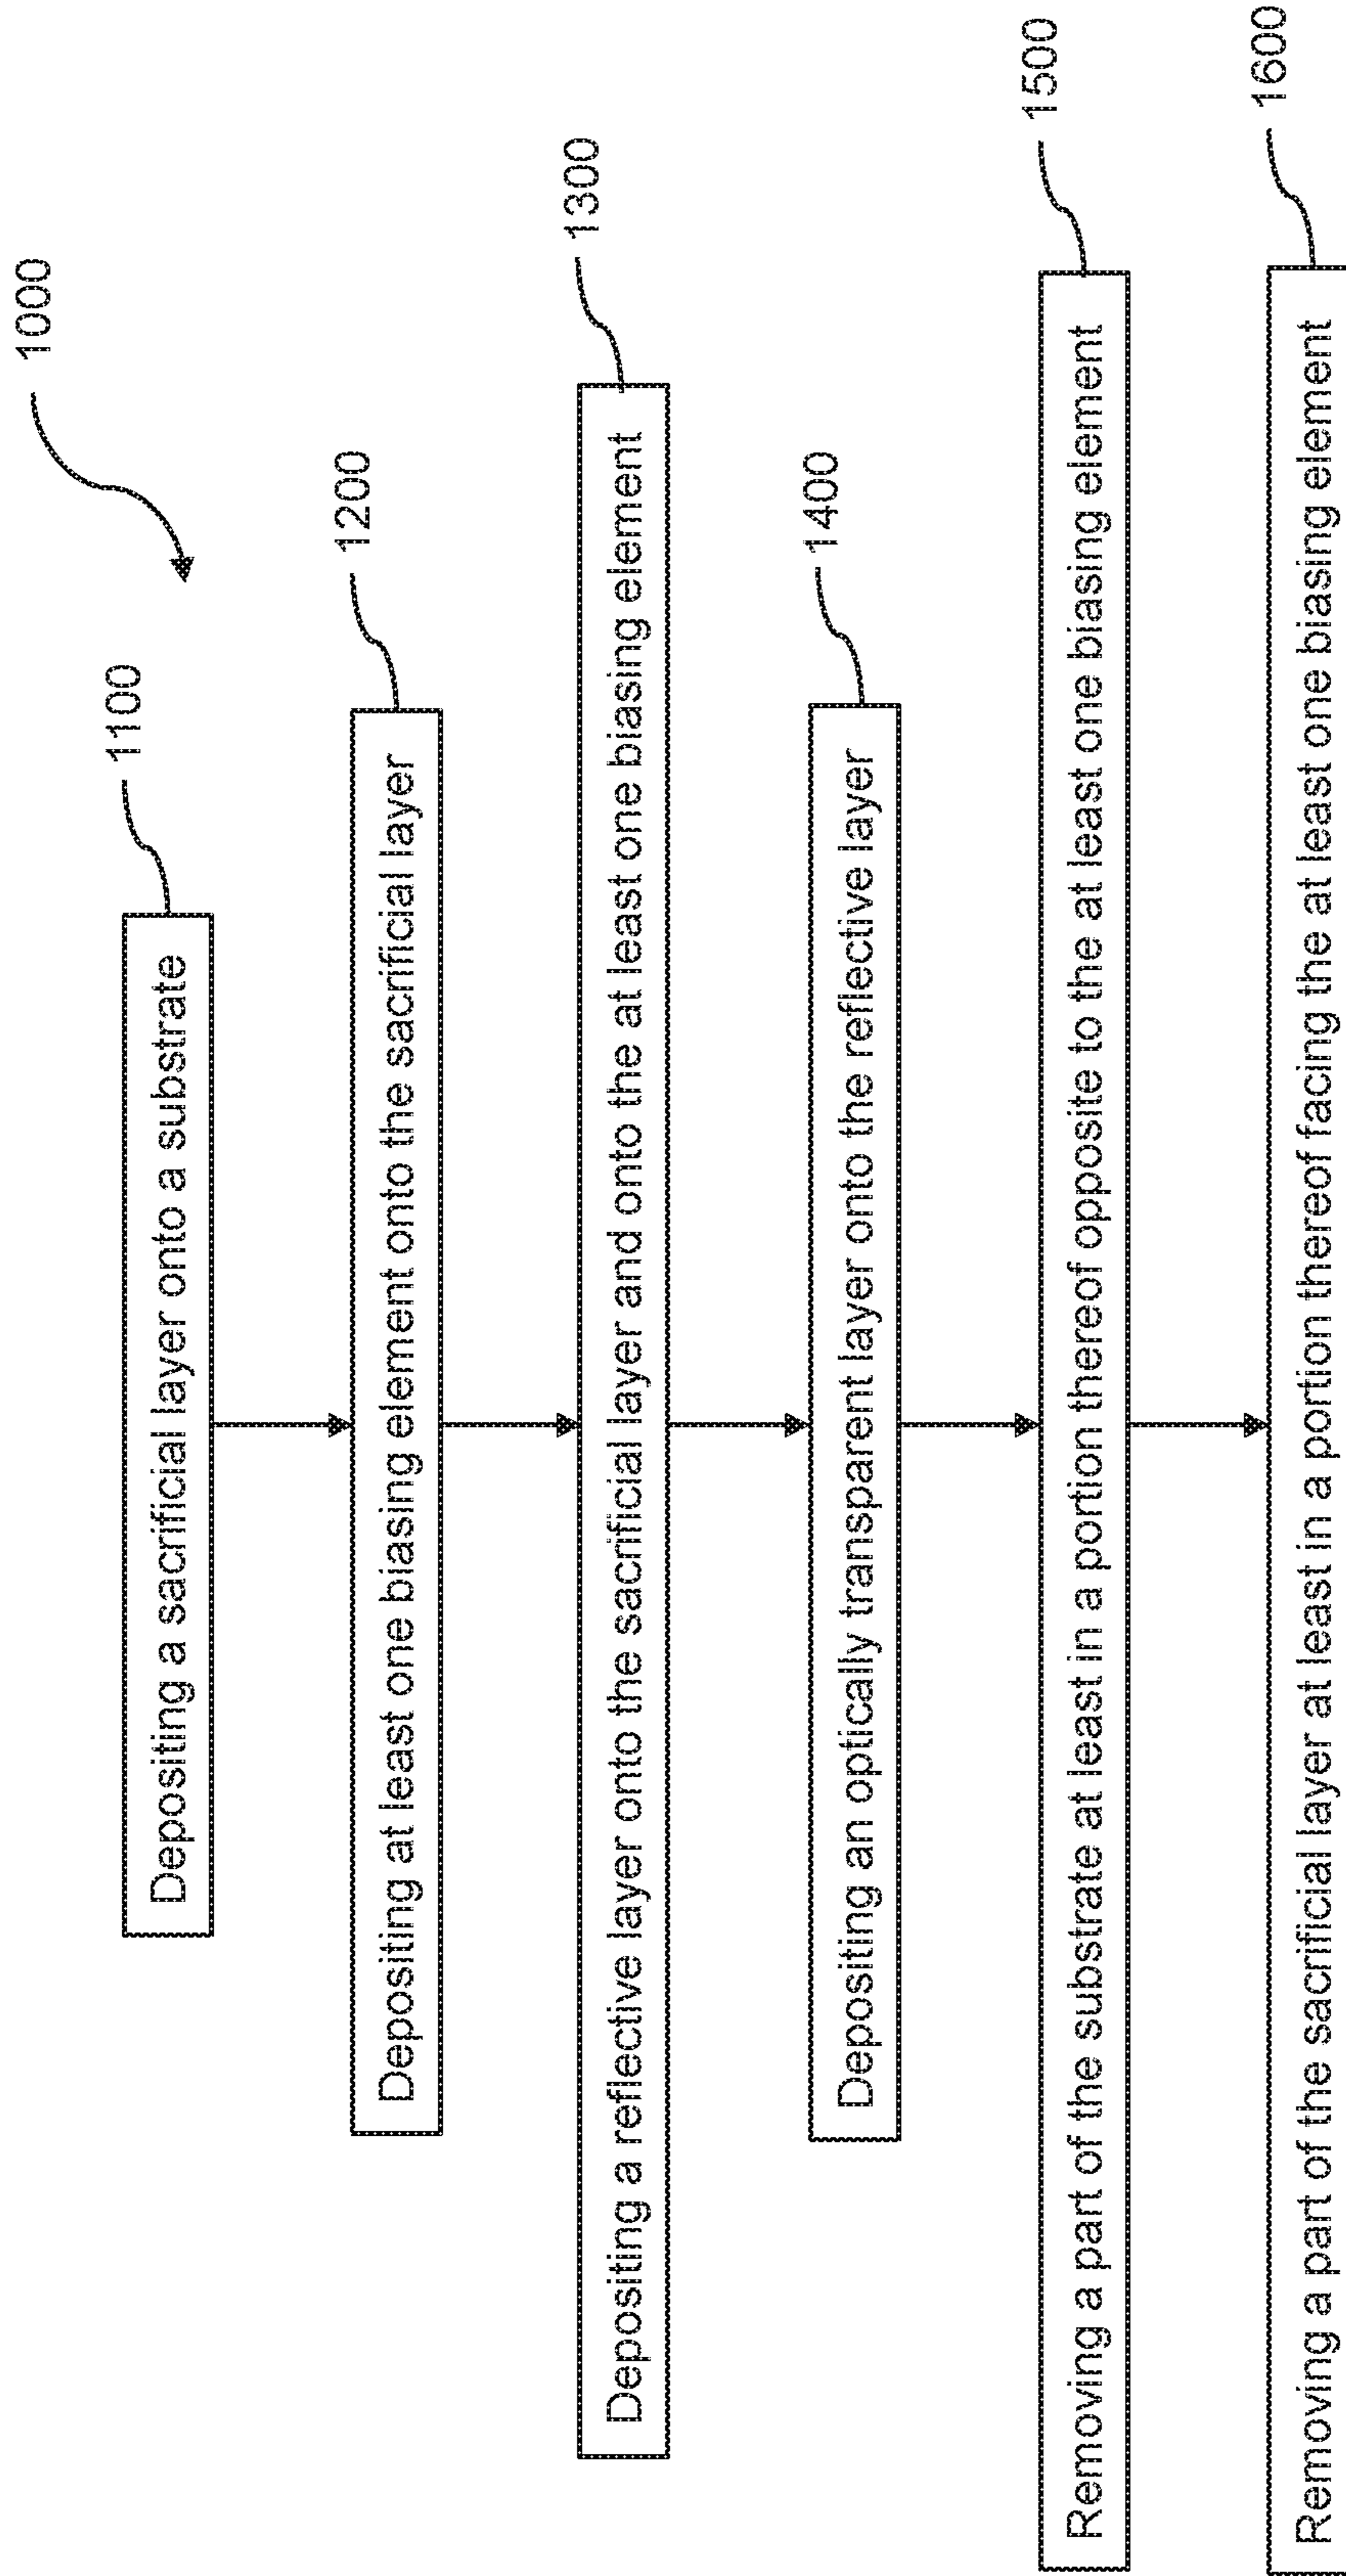 1000
1100
Depositing a sacrificial layer onto a substrate
1200
Depositing at least one biasing element onto the sacrificial layer
1300
Depositing a reflective layer onto the sacrificial layer and onto the at least one biasing element
1400
Depositing an optically transparent layer onto the reflective layer
1500
Removing a part of the substrate at least in a portion thereof opposite to the at least one biasing element
1600
Removing a part of the sacrificial layer at least in a portion thereof facing the at least one biasing element